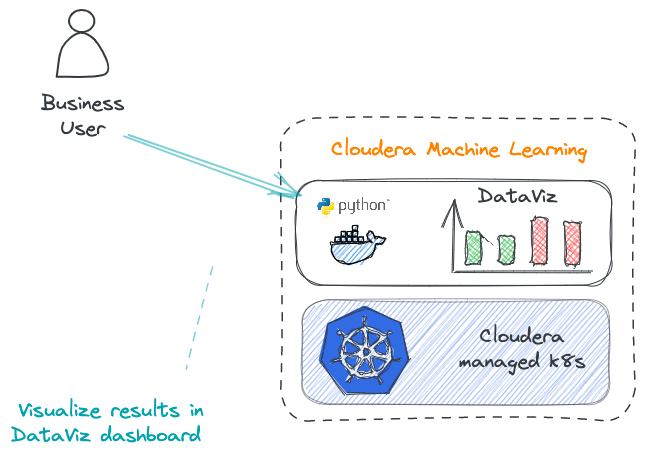 Business
User
Cloudera Machine Learning
python™
DataViz
Cloudera
managed k8s
Visualize results in
DataViz dashboard